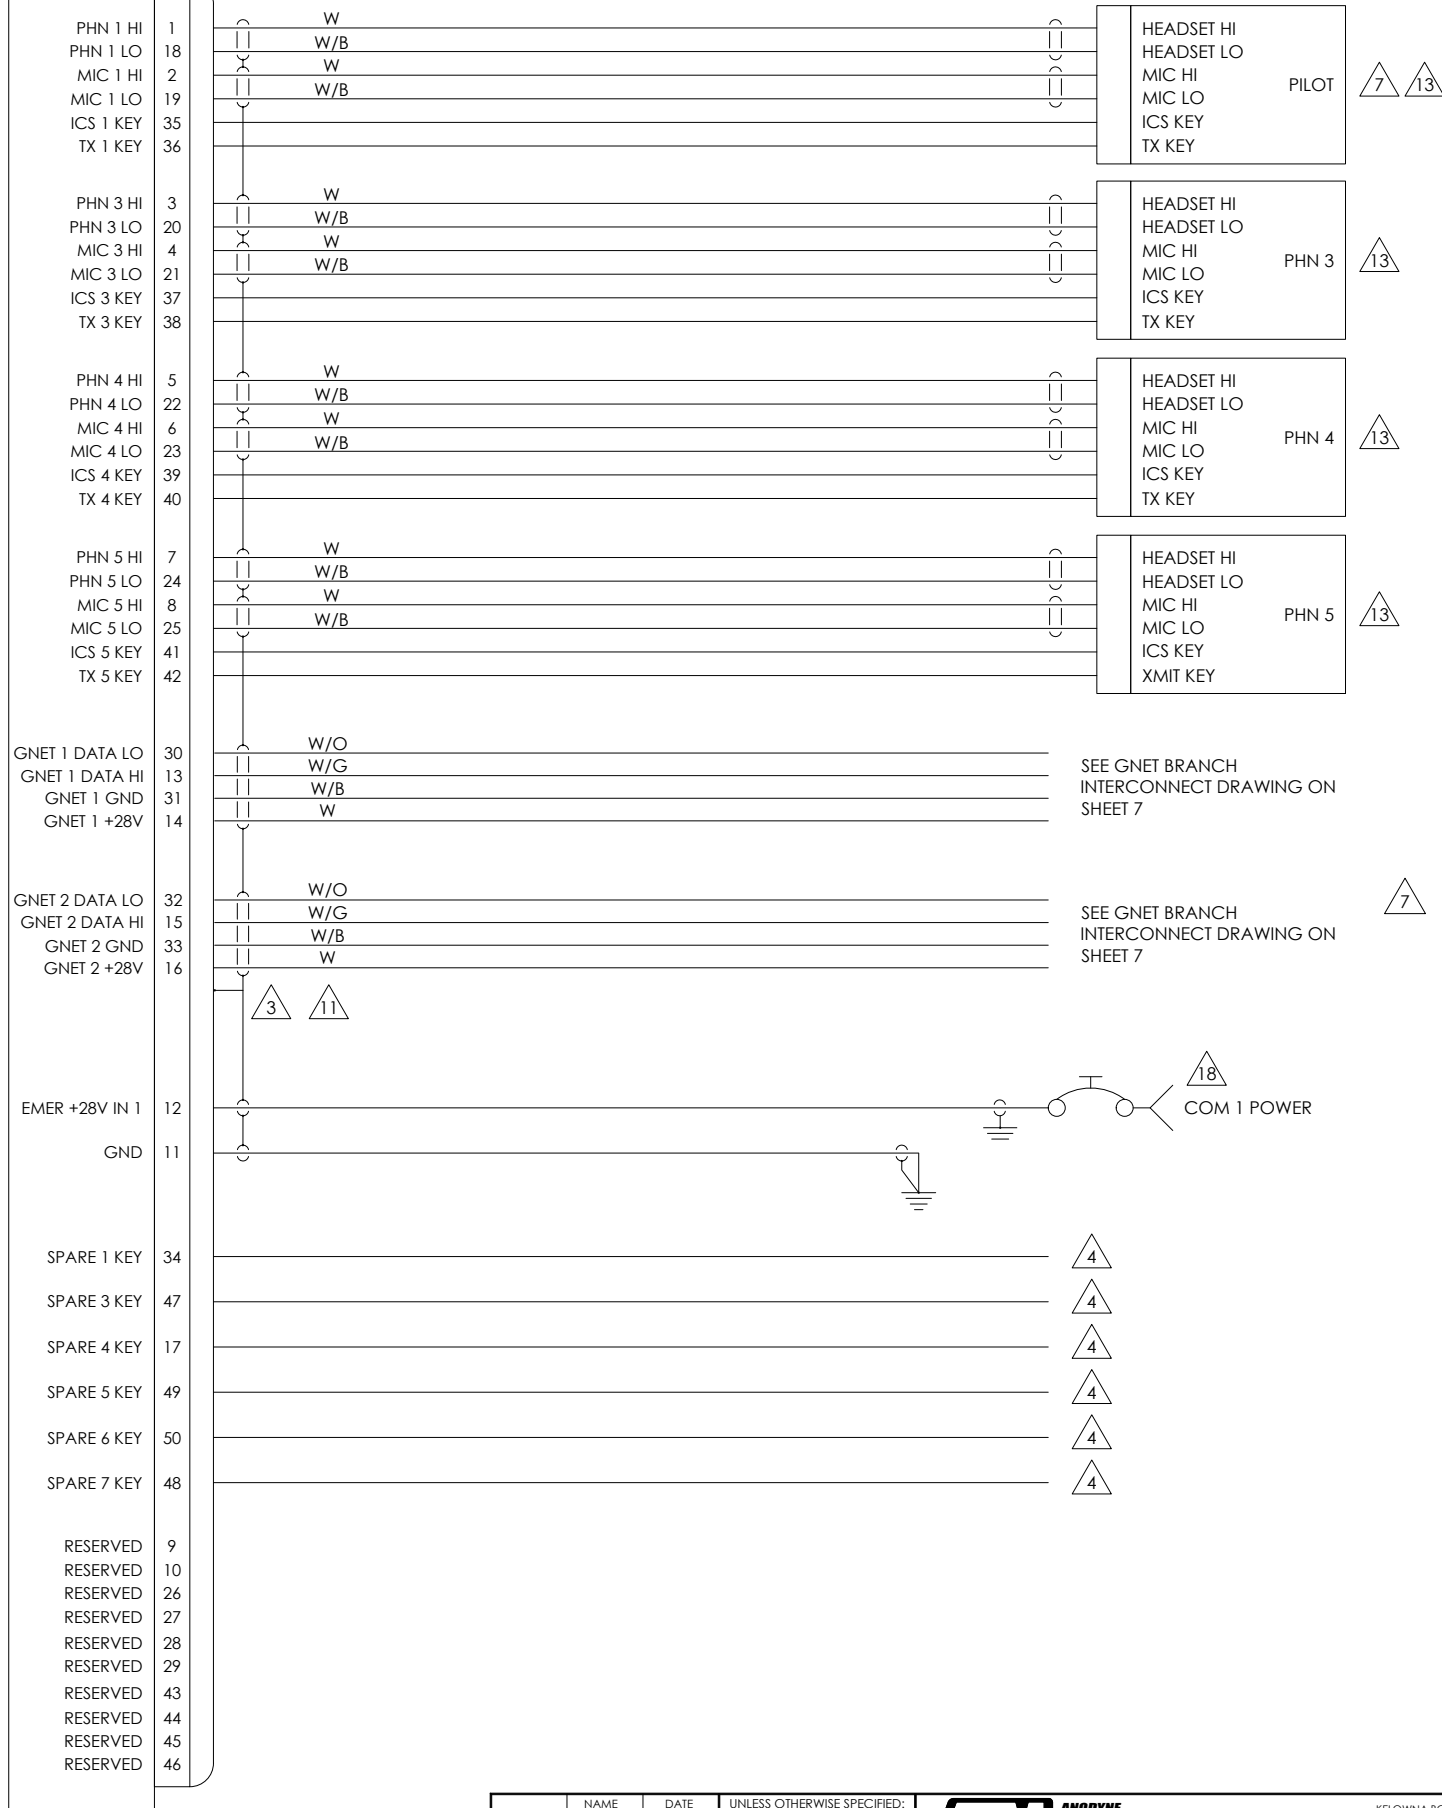 PHN 1 HI 1 W HEADSET HI
PHN 1 LO 18 W/B HEADSET LO
MIC 1 HI 2 W MIC HI
MIC 1 LO 19 W/B MIC LO
PILOT 7 13
ICS 1 KEY 35 ICS KEY
TX 1 KEY 36 TX KEY
PHN 3 HI 3 W HEADSET HI
PHN 3 LO 20 W/B HEADSET LO
MIC 3 HI 4 W MIC HI
MIC 3 LO 21 W/B MIC LO
PHN 3 13
ICS 3 KEY 37 ICS KEY
TX 3 KEY 38 TX KEY
PHN 4 HI 5 W HEADSET HI
PHN 4 LO 22 W/B HEADSET LO
MIC 4 HI 6 W MIC HI
MIC 4 LO 23 W/B MIC LO
PHN 4 13
ICS 4 KEY 39 ICS KEY
TX 4 KEY 40 TX KEY
PHN 5 HI 7 W HEADSET HI
PHN 5 LO 24 W/B HEADSET LO
MIC 5 HI 8 W MIC HI
MIC 5 LO 25 W/B MIC LO
PHN 5 13
ICS 5 KEY 41 ICS KEY
TX 5 KEY 42 XMIT KEY
GNET 1 DATA LO 30 W/O
GNET 1 DATA HI 13 W/G
GNET 1 GND 31 W/B
GNET 1 +28V 14 W
SEE GNET BRANCH
INTERCONNECT DRAWING ON
SHEET 7
GNET 2 DATA LO 32 W/O
GNET 2 DATA HI 15 W/G
GNET 2 GND 33 W/B
GNET 2 +28V 16 W
SEE GNET BRANCH
INTERCONNECT DRAWING ON
SHEET 7
7
3 11
18
EMER +28V IN 1 12 COM 1 POWER
GND 11
SPARE 1 KEY 34 4
SPARE 3 KEY 47 4
SPARE 4 KEY 17 4
SPARE 5 KEY 49 4
SPARE 6 KEY 50 4
SPARE 7 KEY 48 4
RESERVED 9
RESERVED 10
RESERVED 26
RESERVED 27
RESERVED 28
RESERVED 29
RESERVED 43
RESERVED 44
RESERVED 45
RESERVED 46
NAME DATE UNLESS OTHERWISE SPECIFIED: ANODYNE KELOWNA